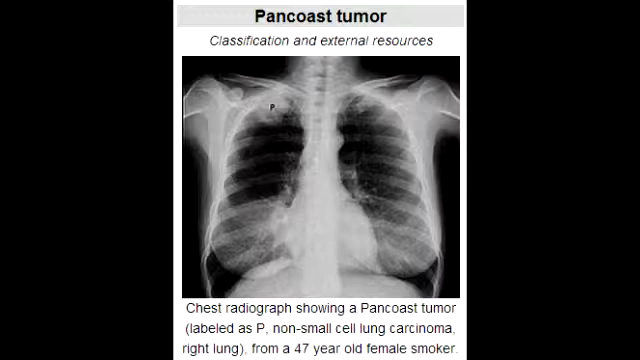 Pancoast tumor
Classification and external resources
P
Chest radiograph showing a Pancoast tumor
(labeled as P, non-small cell lung carcinoma,
right lung), from a 47 year old female smoker.